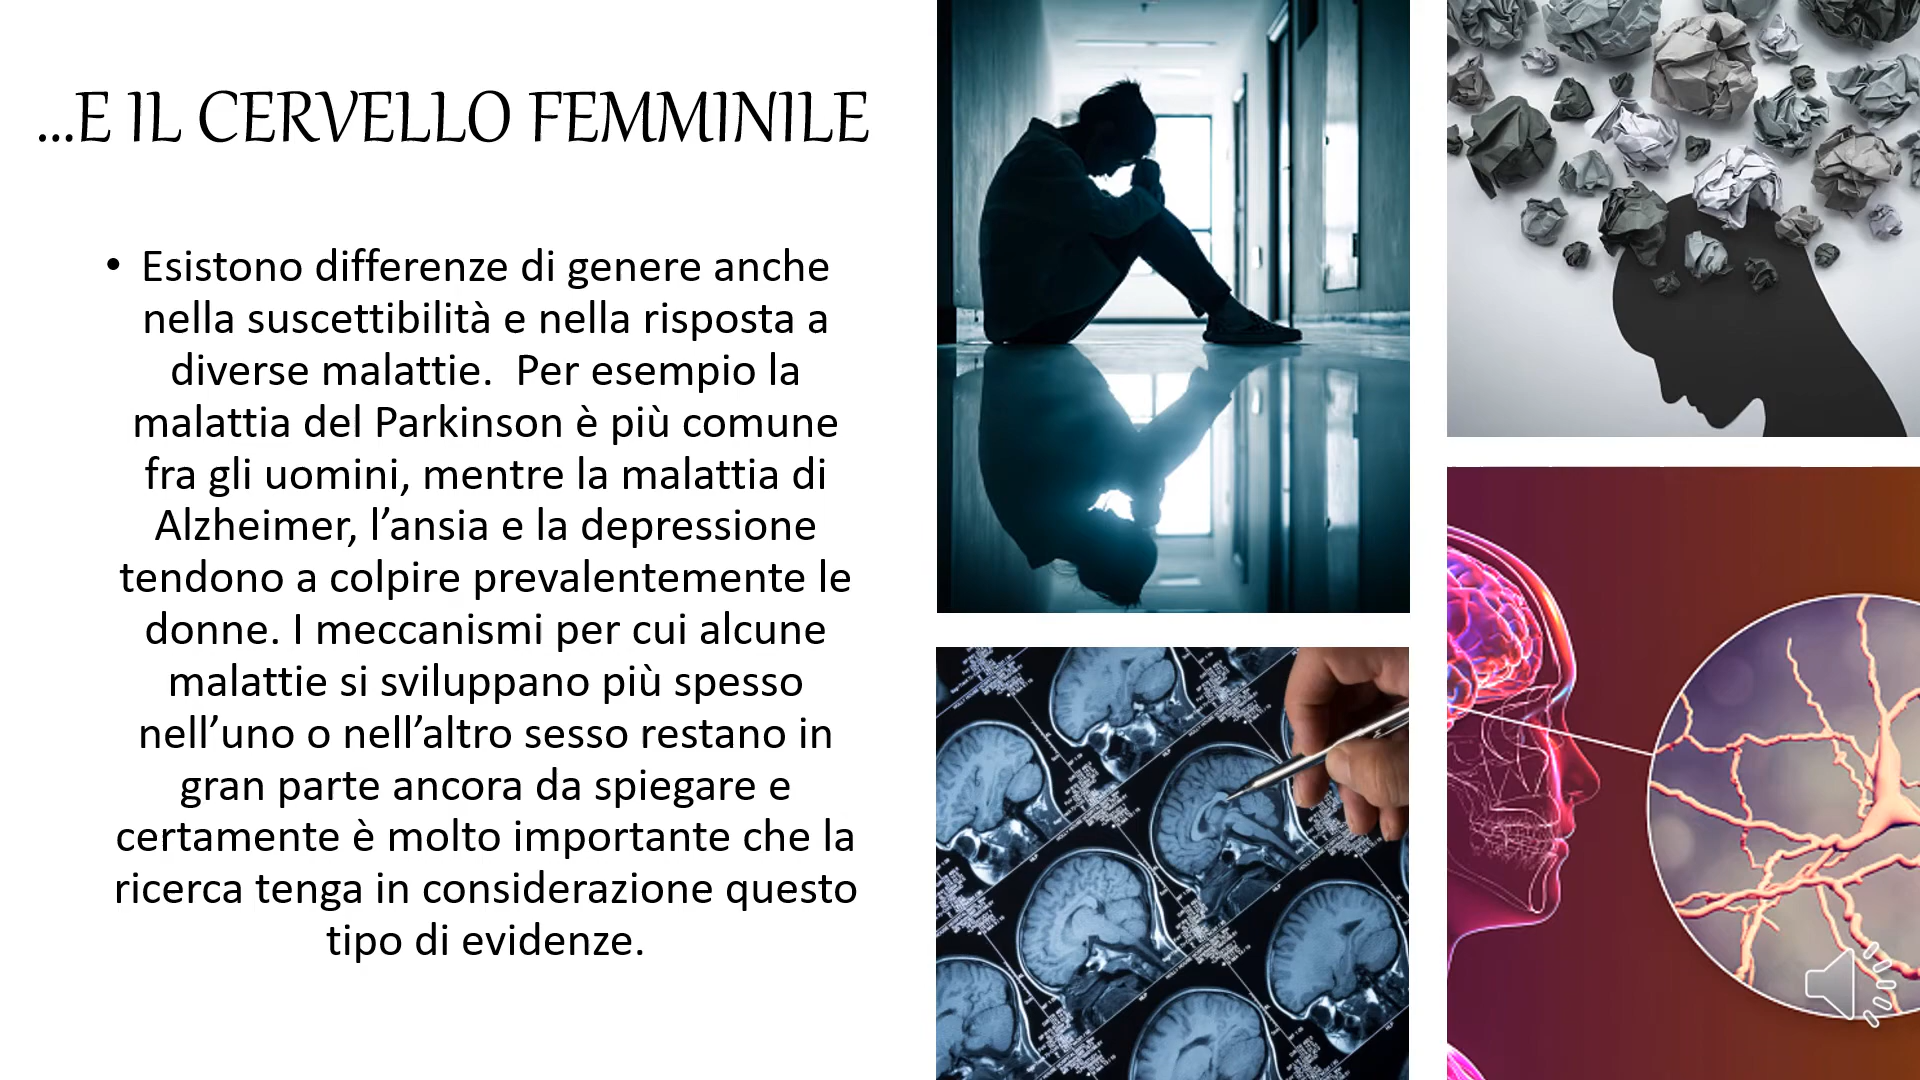 ...E IL CERVELLO FEMMINILE
• Esistono differenze di genere anche
nella suscettibilità e nella risposta a
diverse malattie.  Per esempio la
malattia del Parkinson è più comune
fra gli uomini, mentre la malattia di
Alzheimer, l’ansia e la depressione
tendono a colpire prevalentemente le
donne. I meccanismi per cui alcune
malattie si sviluppano più spesso
nell’uno o nell’altro sesso restano in
gran parte ancora da spiegare e
certamente è molto importante che la
ricerca tenga in considerazione questo
tipo di evidenze.